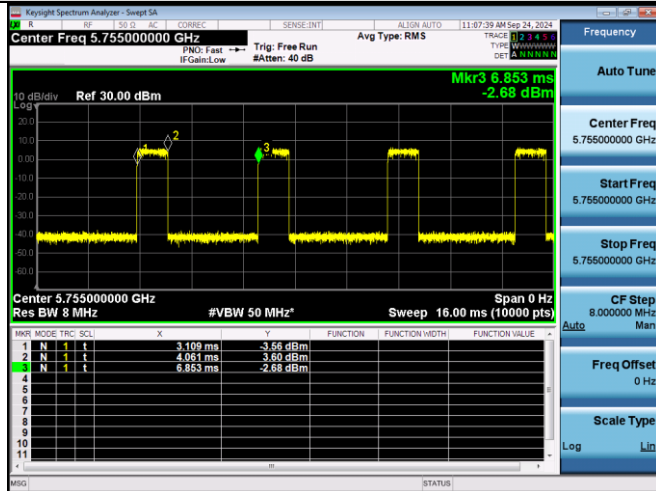 Keysight Spectrum Analyzer - Swept SA
R RF 50 Ω AC CORREC SENSE:INT ALIGN AUTO 11:07:39 AM Sep 24, 2024
Center Freq 5.755000000 GHz Avg Type: RMS TRACE 1 2 3 4 5 6
PNO: Fast Trig: Free Run TYPE W WWWWW
IFGain:Low #Atten: 40 dB DET A N N N N N
Mkr3 6.853 ms
10 dB/div Ref 30.00 dBm -2.68 dBm
Log
20.0
10.0
0.00
-10.0
-20.0
-30.0
-40.0
-50.0
-60.0
1 2 3
Center 5.755000000 GHz Span 0 Hz
Res BW 8 MHz #VBW 50 MHz* Sweep 16.00 ms (10000 pts)
MKR MODE TRC SCL X Y FUNCTION FUNCTION WIDTH FUNCTION VALUE
1 N 1 t 3.109 ms -3.56 dBm
2 N 1 t 4.061 ms 3.60 dBm
3 N 1 t 6.853 ms -2.68 dBm
4
5
6
7
8
9
10
11
MSG STATUS
Frequency
Auto Tune
Center Freq
5.755000000 GHz
Start Freq
5.755000000 GHz
Stop Freq
5.755000000 GHz
CF Step
8.000000 MHz
Auto Man
Freq Offset
0 Hz
Scale Type
Log Lin